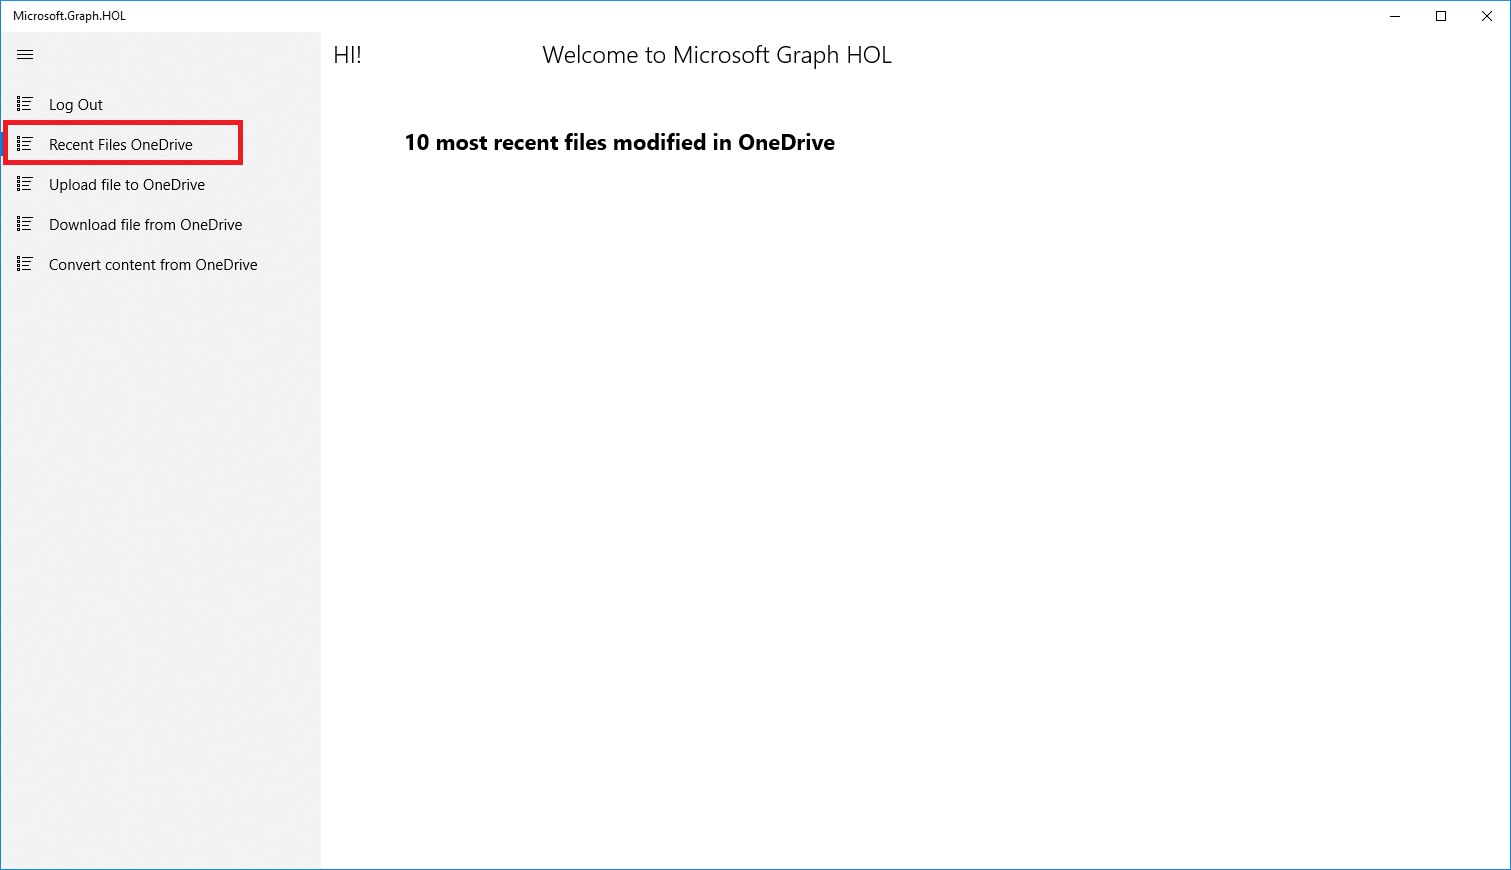 Microsoft.Graph.HOL
HI! Welcome to Microsoft Graph HOL
Log Out
Recent Files OneDrive
Upload file to OneDrive
Download file from OneDrive
Convert content from OneDrive
10 most recent files modified in OneDrive